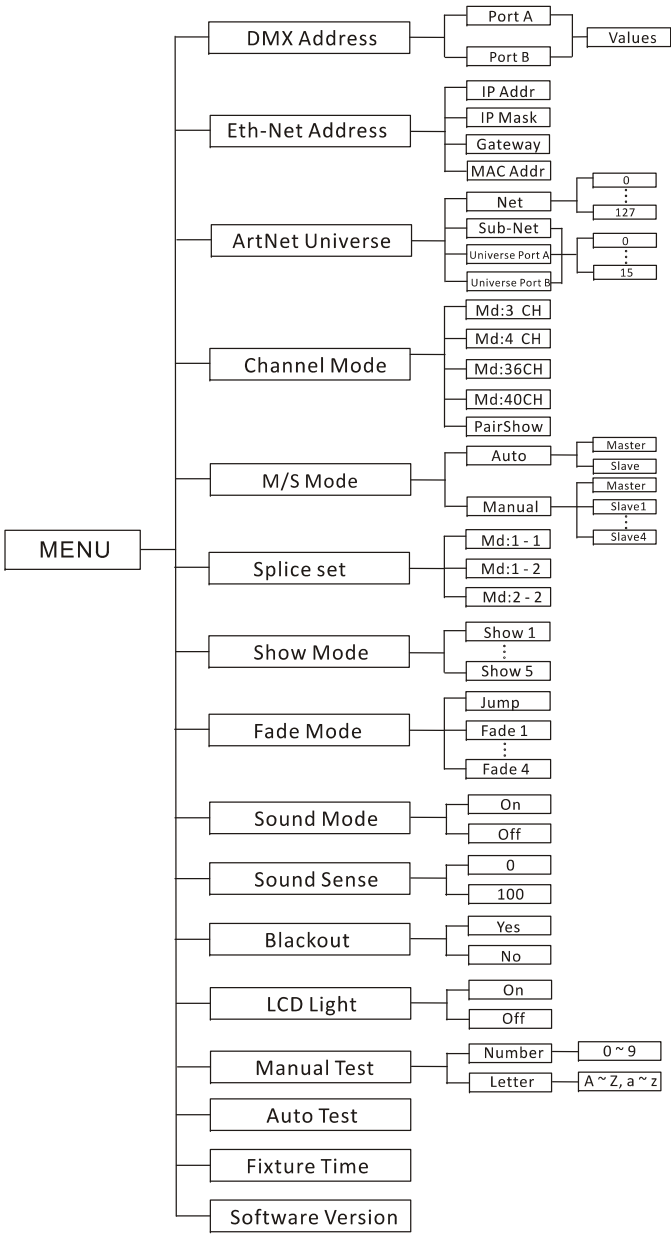 MENU
DMX Address
Port A
Port B
Values
Eth-Net Address
IP Addr
IP Mask
Gateway
MAC Addr
ArtNet Universe
Net
0
127
Sub-Net
Universe Port A
Universe Port B
0
15
Channel Mode
Md:3 CH
Md:4 CH
Md:36CH
Md:40CH
PairShow
M/S Mode
Auto
Master
Slave
Manual
Master
Slave1
Slave4
Splice set
Md:1 - 1
Md:1 - 2
Md:2 - 2
Show Mode
Show 1
Show 5
Fade Mode
Jump
Fade 1
Fade 4
Sound Mode
On
Off
Sound Sense
0
100
Blackout
Yes
No
LCD Light
On
Off
Manual Test
Number
0 ~ 9
Letter
A ~ Z, a ~ z
Auto Test
Fixture Time
Software Version